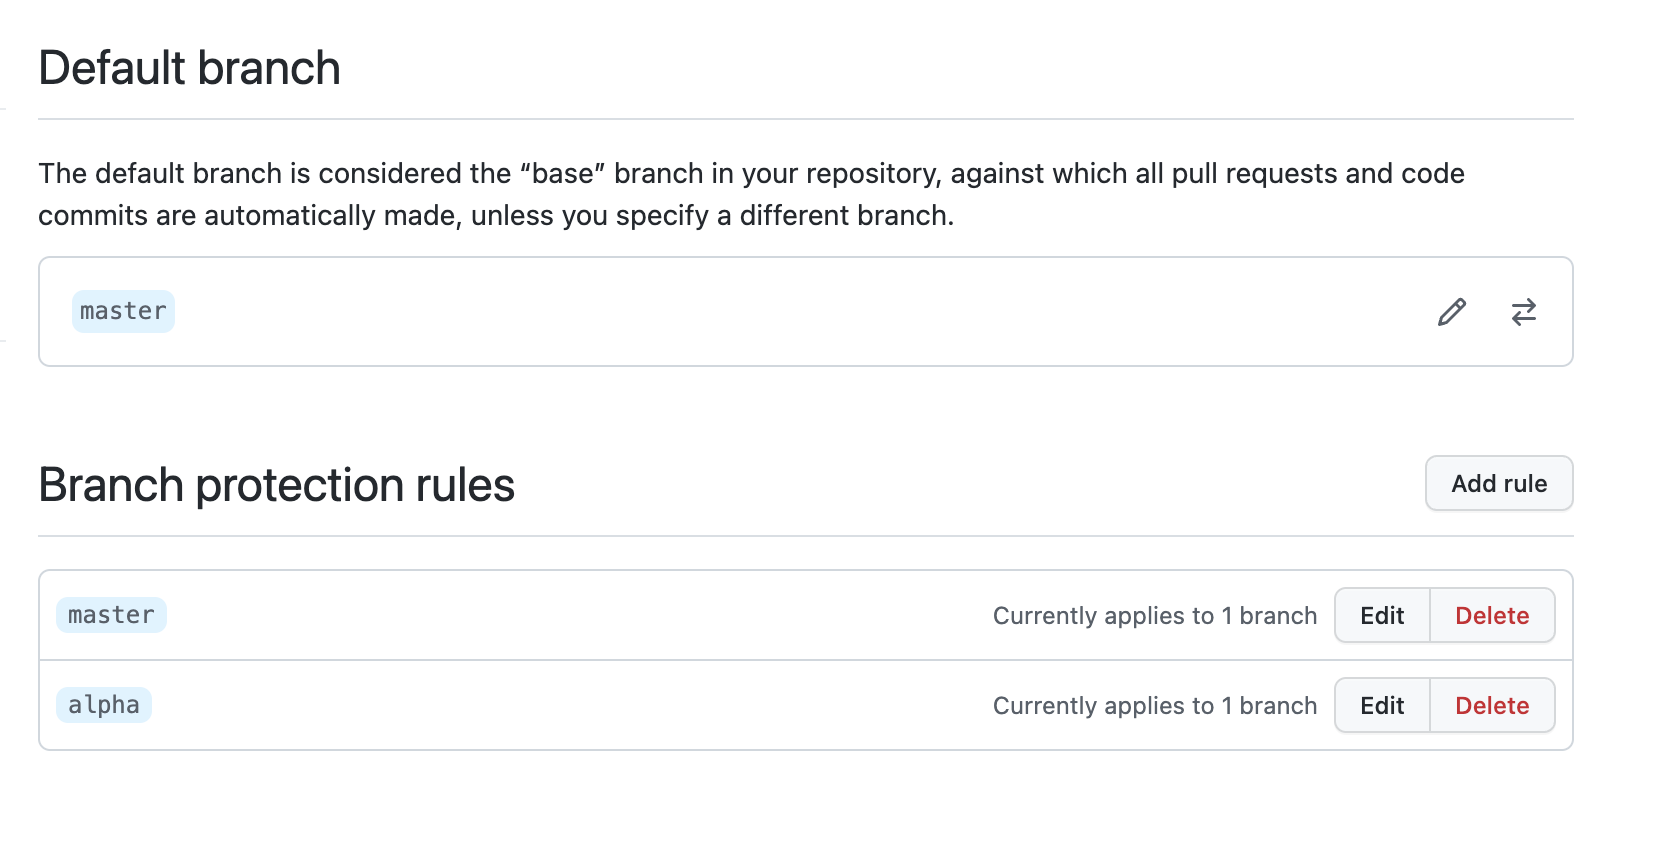 Default branch
The default branch is considered the “base” branch in your repository, against which all pull requests and code
commits are automatically made, unless you specify a different branch.
master
Branch protection rules
Add rule
master
Currently applies to 1 branch
Edit
Delete
alpha
Currently applies to 1 branch
Edit
Delete